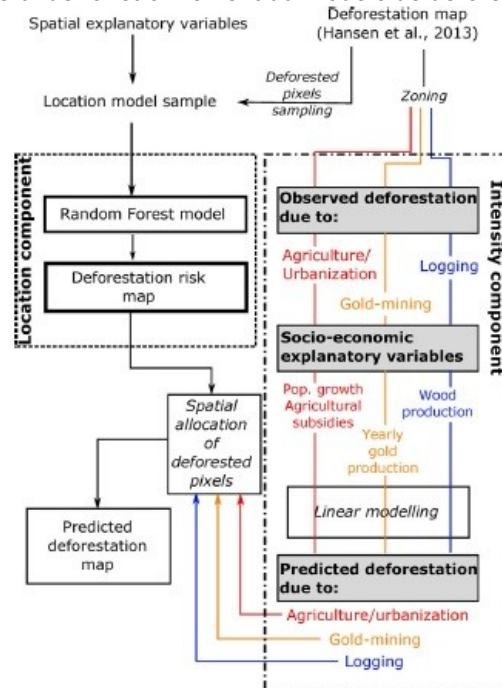 Spatial explanatory variables
Deforestation map
(Hansen et al., 2013)
Deforested
pixels
sampling
Location model sample
Zoning
Location component
Random Forest model
Deforestation risk
map
Intensity component
Observed deforestation
due to:
Agriculture/
Urbanization
Logging
Gold-mining
Socio-economic
explanatory variables
Pop. growth
Agricultural
subsidies
Wood
production
Yearly
gold
production
Linear modelling
Spatial
allocation
of
deforested
pixels
Predicted
deforestation
map
Predicted deforestation
due to:
Agriculture/urbanization
Gold-mining
Logging